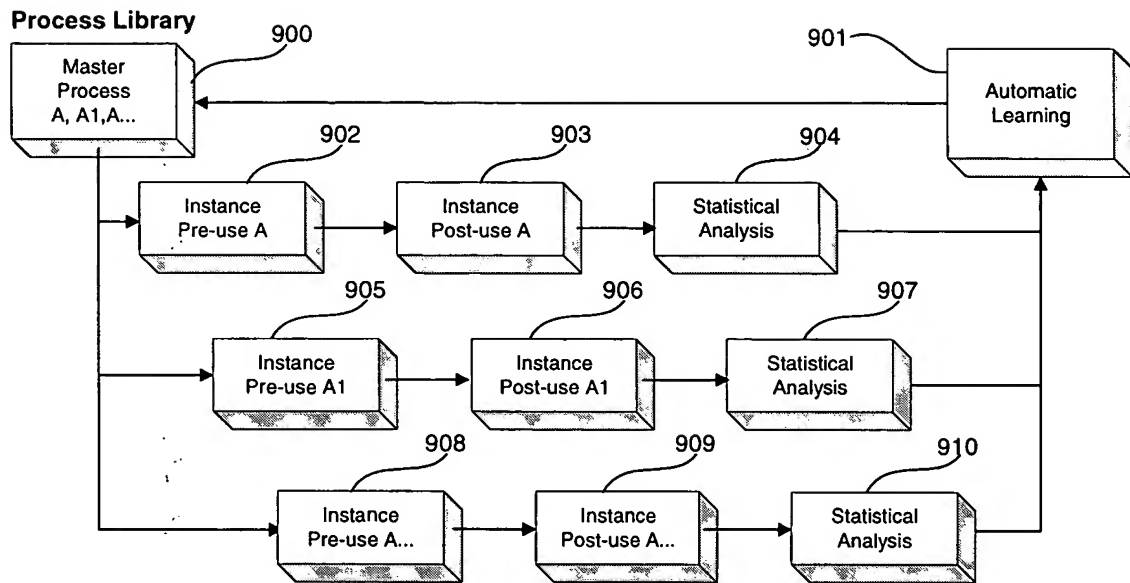 Process Library
900
901
Master
Process
A, A1,A...
Automatic
Learning
902
903
904
Instance
Pre-use A
Instance
Post-use A
Statistical
Analysis
905
906
907
Instance
Pre-use A1
Instance
Post-use A1
Statistical
Analysis
908
909
910
Instance
Pre-use A...
Instance
Post-use A...
Statistical
Analysis